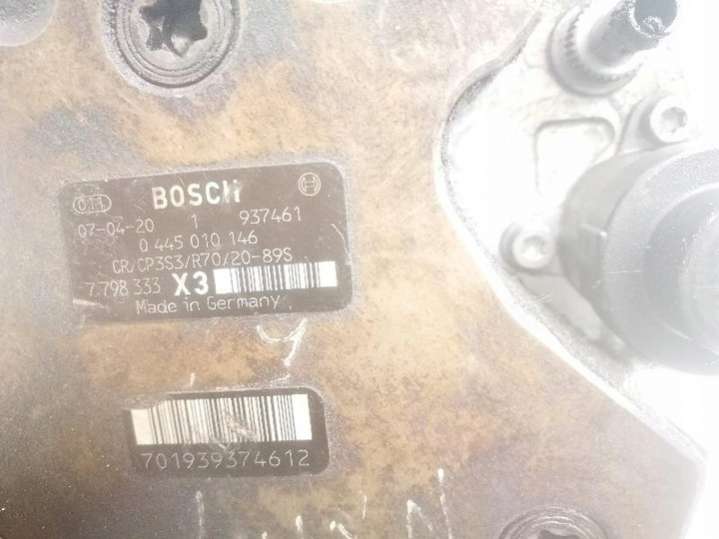 BOSCH
07-04-20 1 937461
0 445 010 146
CR/CP3S3/R70/20-89S
7.798 333 X3
Made in Germany
701939374612